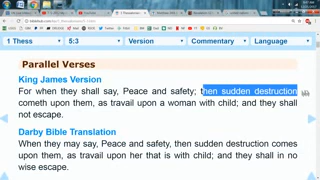 1 Thess 5:3 Version Commentary Language
Parallel Verses
King James Version
For when they shall say, Peace and safety; then sudden destruction
cometh upon them, as travail upon a woman with child; and they shall
not escape.
Darby Bible Translation
When they may say, Peace and safety, then sudden destruction comes
upon them, as travail upon her that is with child; and they shall in no
wise escape.